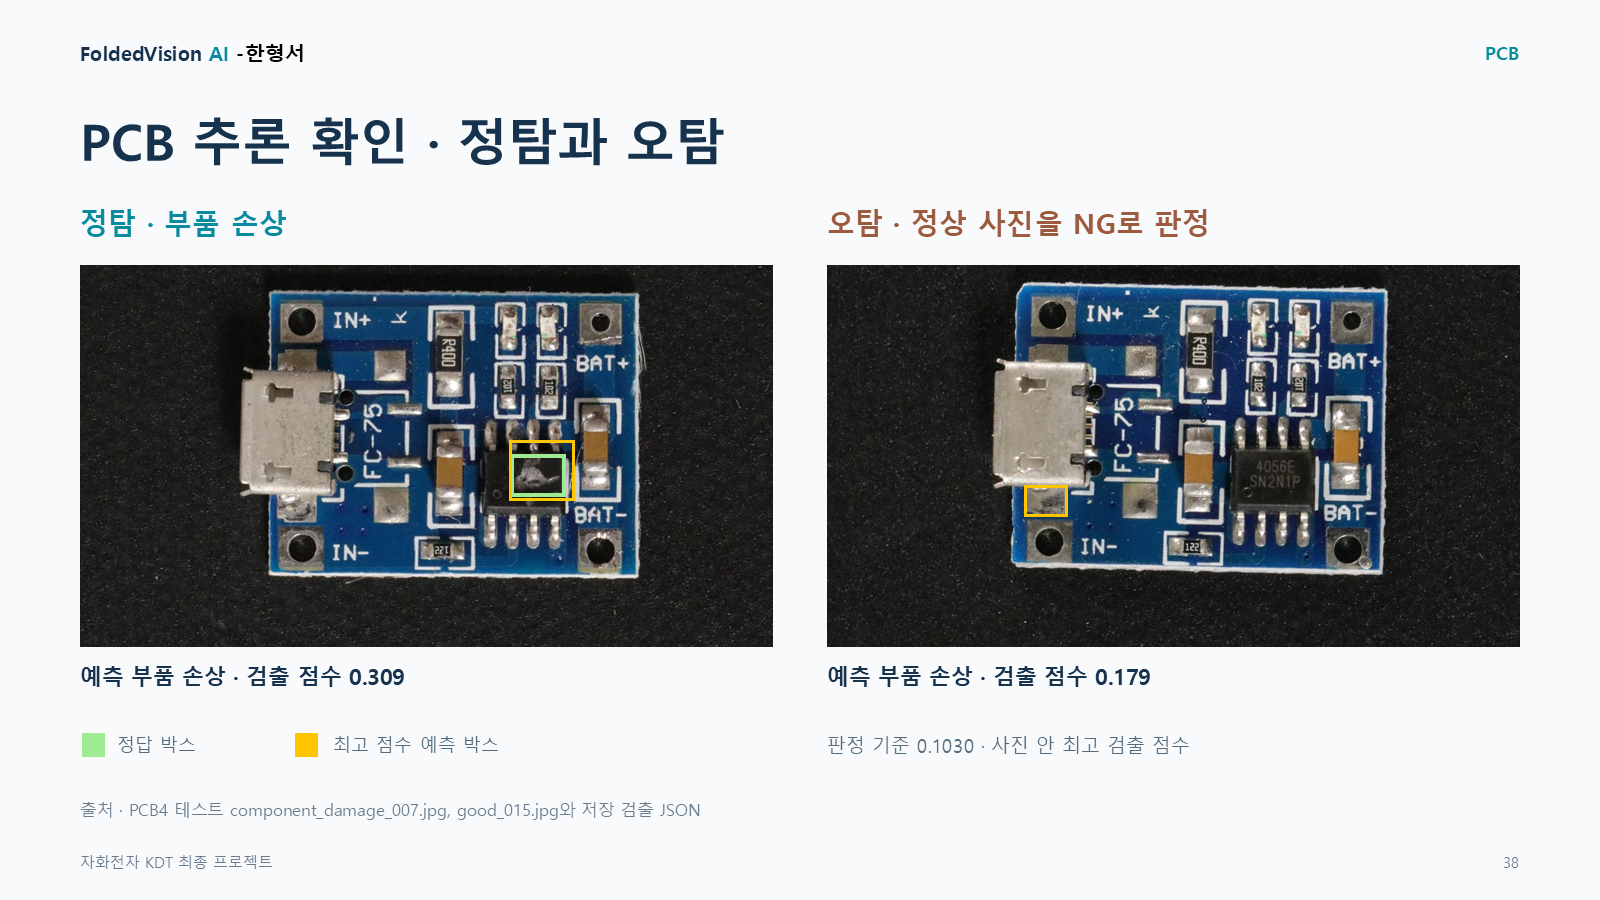 FoldedVision AI -한형서
PCB
PCB 추론 확인 · 정탐과 오탐
정탐 · 부품 손상
오탐 · 정상 사진을 NG로 판정
IN+
R400
BAT+
FC-75
BAT-
IN-
IN+
R400
BAT+
FC-75
4056E
SN2N1P
BAT-
IN-
122
예측 부품 손상 · 검출 점수 0.309
예측 부품 손상 · 검출 점수 0.179
정답 박스
최고 점수 예측 박스
판정 기준 0.1030 · 사진 안 최고 검출 점수
출처 · PCB4 테스트 component_damage_007.jpg, good_015.jpg와 저장 검출 JSON
자화전자 KDT 최종 프로젝트
38